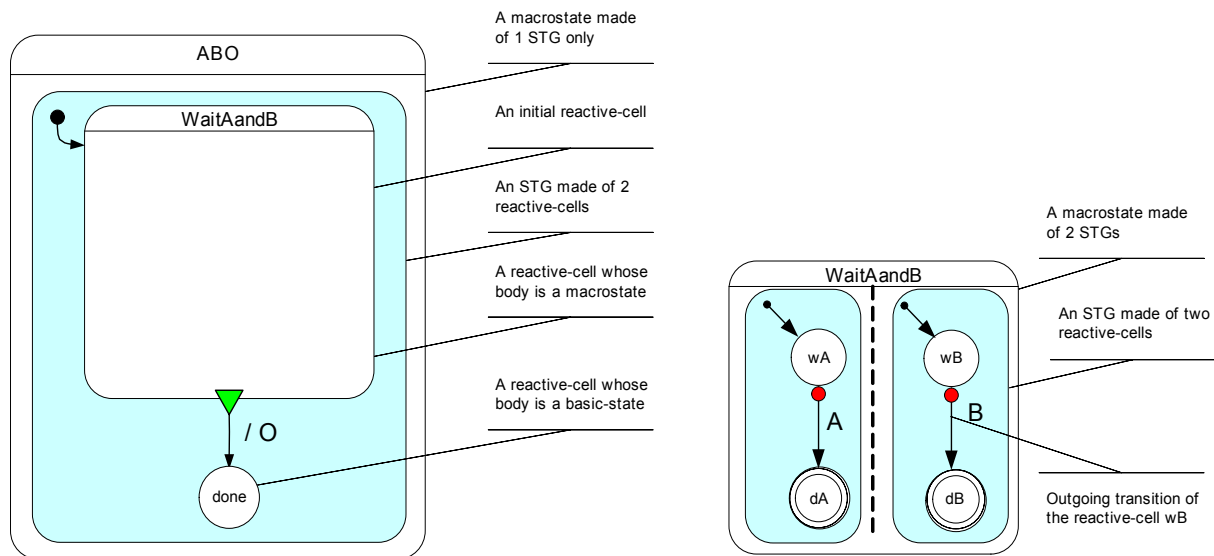 A macrostate made
of 1 STG only
ABO
An initial reactive-cell
WaitAandB
An STG made of 2
reactive-cells
A reactive-cell whose
body is a macrostate
A reactive-cell whose
body is a basic-state
/ O
done
A macrostate made
of 2 STGs
WaitAandB
An STG made of two
reactive-cells
wA
wB
A
B
dA
dB
Outgoing transition of
the reactive-cell wB